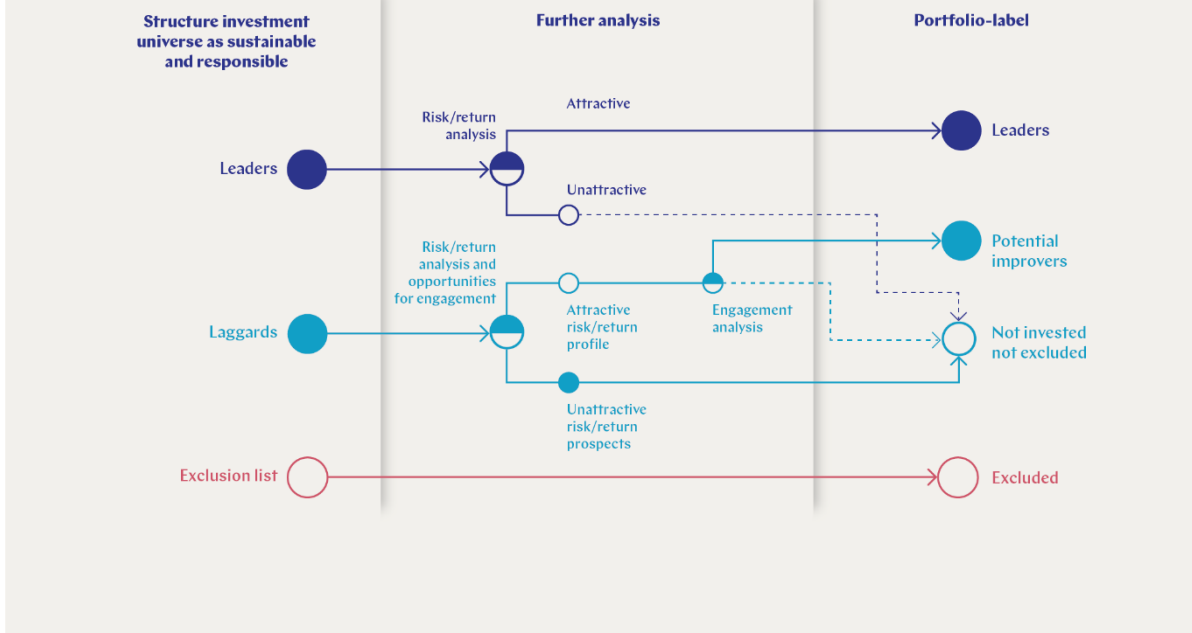 Structure investment
universe as sustainable
and responsible
Further analysis
Portfolio-label
Attractive
Risk/return
analysis
Leaders
Leaders
Unattractive
Risk/return
analysis and
opportunities
for engagement
Potential
improvers
Laggards
Attractive
risk/return
profile
Engagement
analysis
Not invested
not excluded
Unattractive
risk/return
prospects
Exclusion list
Excluded